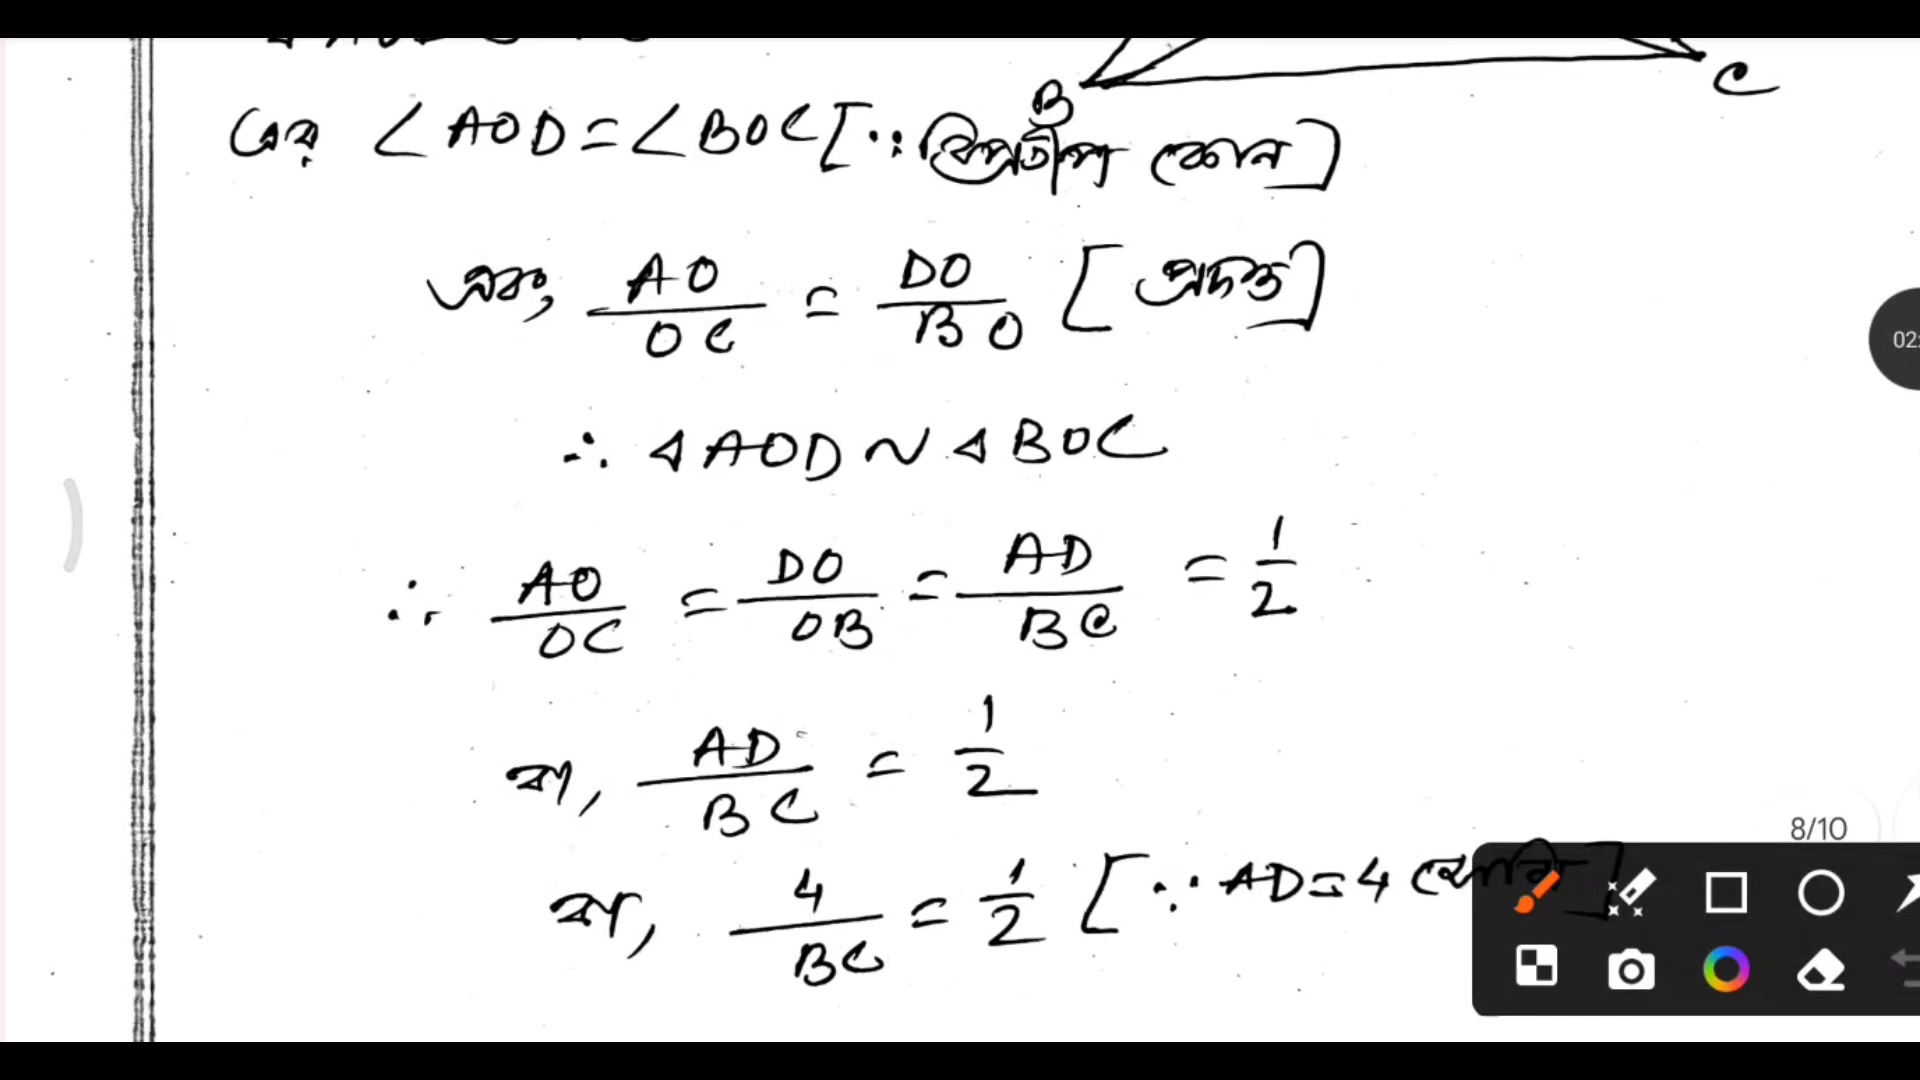 B C
এর ∠AOD = ∠BOC [∵ বিপ্রতীপ কোন]
এবং, AO/OC = DO/BO [প্রদত্ত]
∴ △AOD ~ △BOC
∴ AO/OC = DO/OB = AD/BC = 1/2
বা, AD/BC = 1/2
বা, 4/BC = 1/2 [∵ AD = 4 সেমি]
02:
8/10